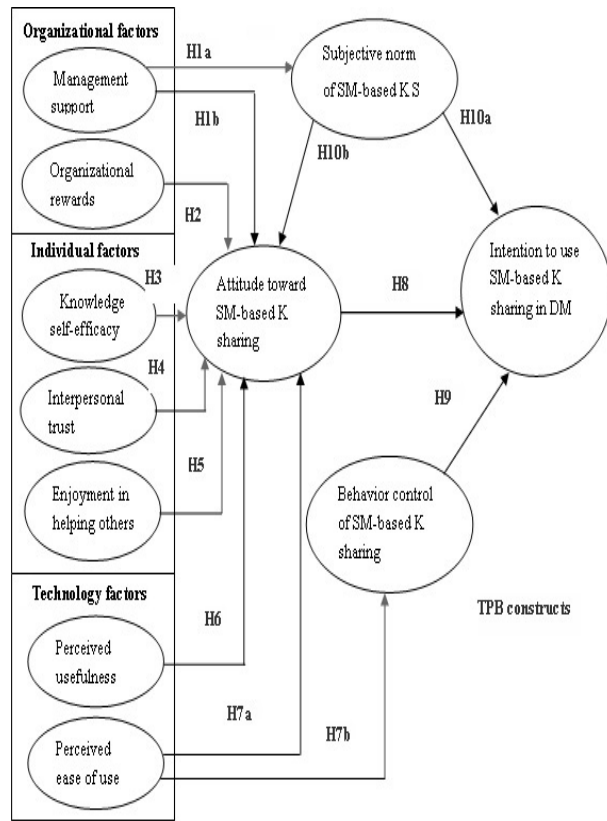 Organizational factors
Management
support
Organizational
rewards
Individual factors
Knowledge
self-efficacy
Interpersonal
trust
Enjoyment in
helping others
Technology factors
Perceived
usefulness
Perceived
ease of use
H1a
H1b
H2
H3
H4
H5
H6
H7a
H7b
Subjective norm
of SM-based K S
H10b
H10a
Attitude toward
SM-based K
sharing
H8
Intention to use
SM-based K
sharing in DM
H9
Behavior control
of SM-based K
sharing
TPB constructs